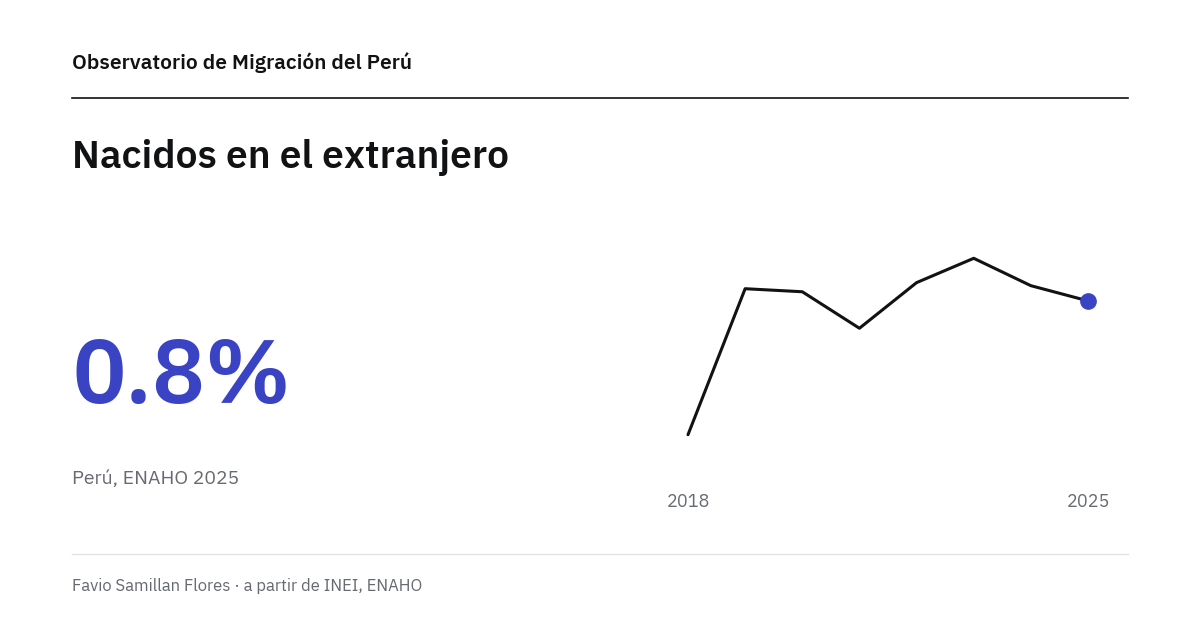 Observatorio de Migración del Perú
Nacidos en el extranjero
0.8%
Perú, ENAHO 2025
2018
2025
Favio Samillan Flores · a partir de INEI, ENAHO